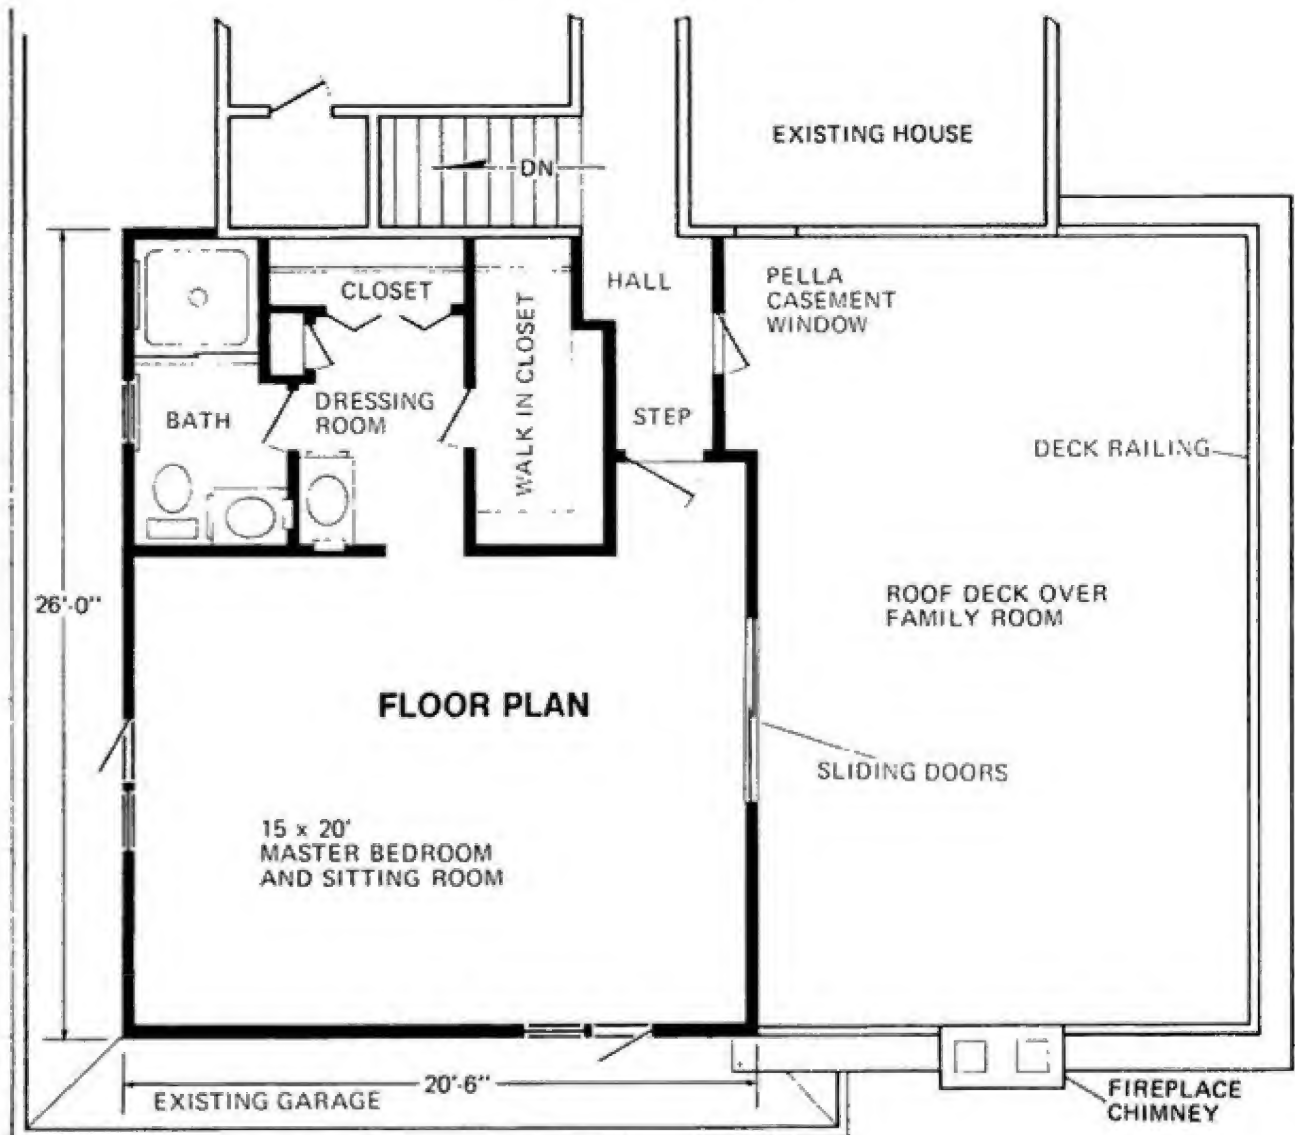 EXISTING HOUSE
DN
HALL
PELLA
CASEMENT
WINDOW
CLOSET
WALK IN CLOSET
DRESSING
ROOM
BATH
STEP
DECK RAILING
26'-0"
ROOF DECK OVER
FAMILY ROOM
FLOOR PLAN
SLIDING DOORS
15 x 20'
MASTER BEDROOM
AND SITTING ROOM
20'-6"
EXISTING GARAGE
FIREPLACE
CHIMNEY